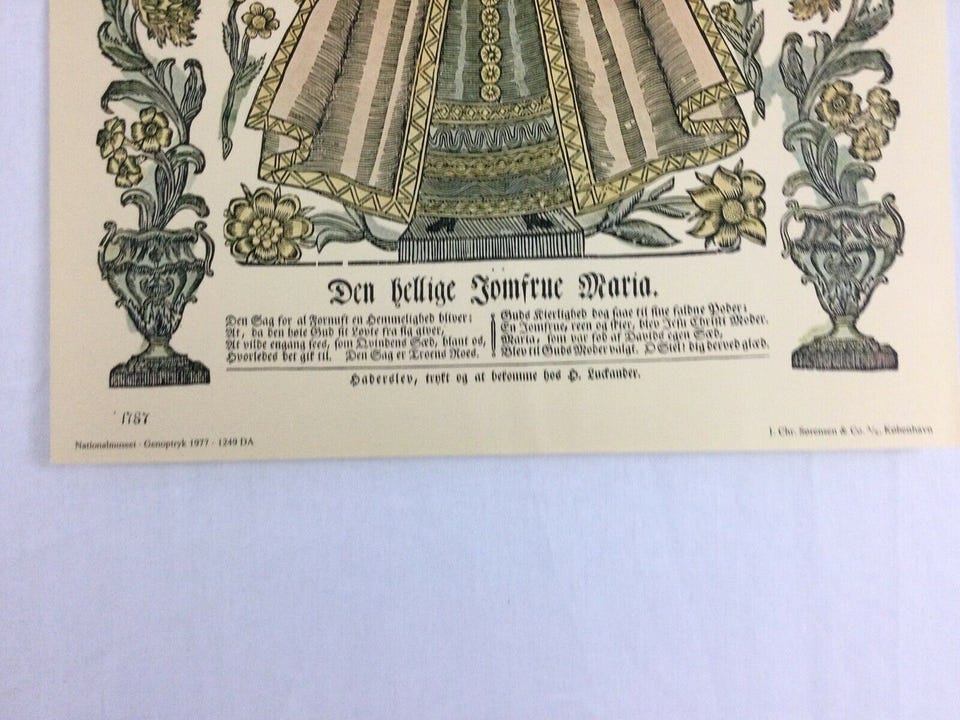 Den hellige Jomfrue Maria.
Den Sag for al Fornuft en Hemmelighed bliver:
At, da den høie Gud sit Løvte fra sig giver,
At vilde engang sees, som Qvindens Sæd, blant os,
Hvorledes det gik til. Den Sag er Troens Roes.
Guds Kierlighed dog saae til sine faldne Poder:
En Jomfrue, reen og skier, blev Jesu Christi Moder.
Maria, som var fød af Davids egen Sæd,
Blev til Guds Moder valgt. O Siel! dig derved glæd.
Haderslev, trykt og at bekomme hos P. Luckander.
1787
Nationalmuseet · Genoptryk 1977 · 1249 DA
J. Chr. Sørensen & Co. A/S, København